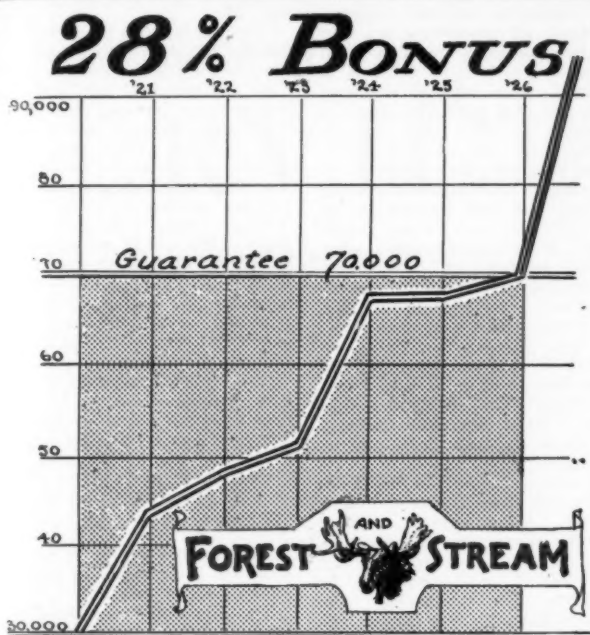 28% BONUS
'21 '22 '23 '24 '25 '26
90,000
80
70
Guarantee 70.000
60
50
40
AND
FOREST STREAM
30.000